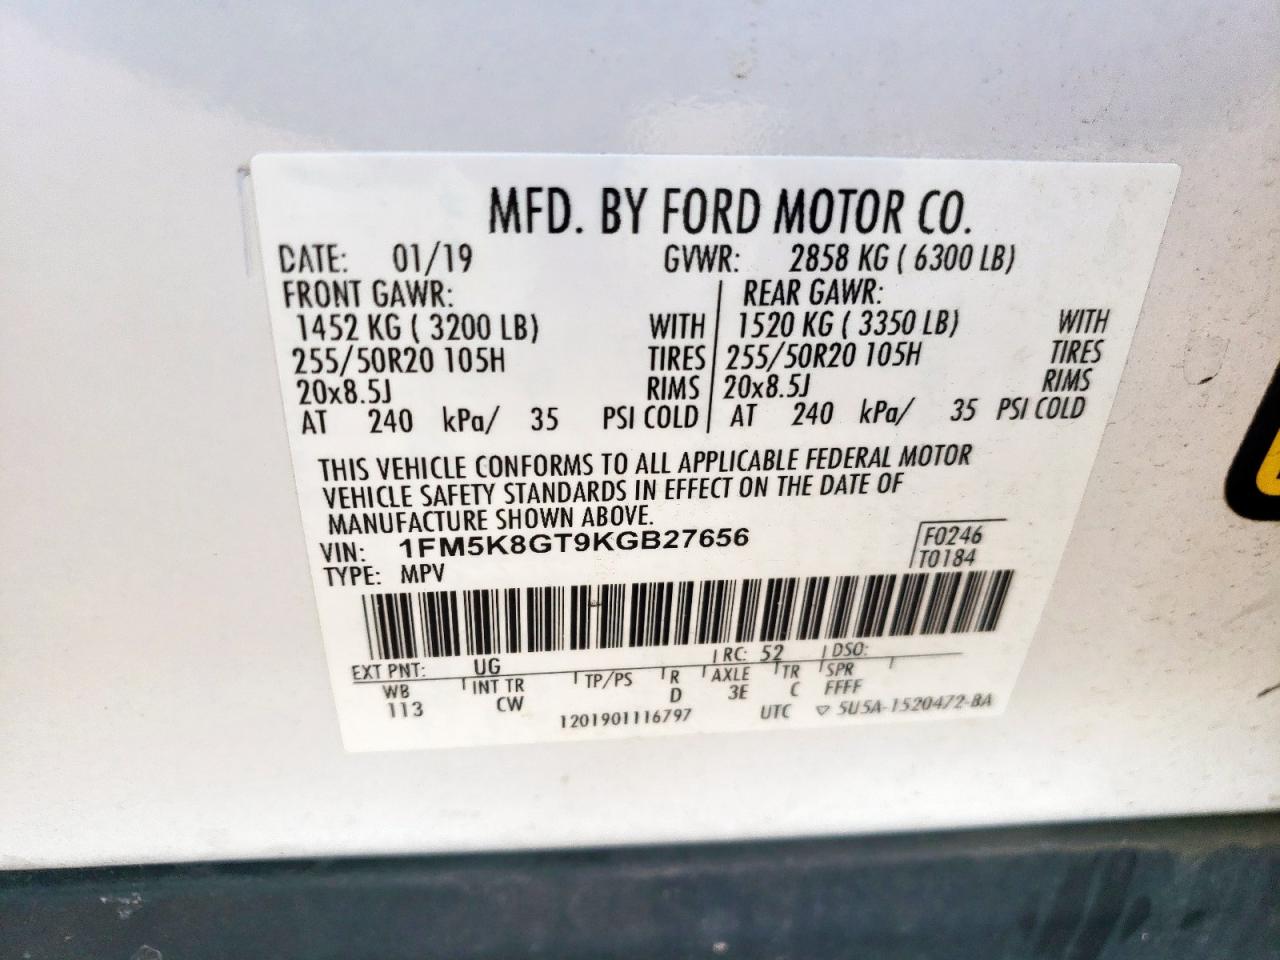 MFD. BY FORD MOTOR CO.
DATE: 01/19 GVWR: 2858 KG ( 6300 LB)
FRONT GAWR: REAR GAWR:
1452 KG ( 3200 LB) WITH 1520 KG ( 3350 LB) WITH
255/50R20 105H TIRES 255/50R20 105H TIRES
20x8.5J RIMS 20x8.5J RIMS
AT 240 kPa/ 35 PSI COLD AT 240 kPa/ 35 PSI COLD
THIS VEHICLE CONFORMS TO ALL APPLICABLE FEDERAL MOTOR
VEHICLE SAFETY STANDARDS IN EFFECT ON THE DATE OF
MANUFACTURE SHOWN ABOVE.
VIN: 1FM5K8GT9KGB27656 F0246
TYPE: MPV T0184
EXT PNT: UG RC: 52 DSO:
WB INT TR TP/PS R AXLE TR SPR
113 CW D 3E C FFFF
1201901116797 UTC ▽ 5U5A-1520472-BA